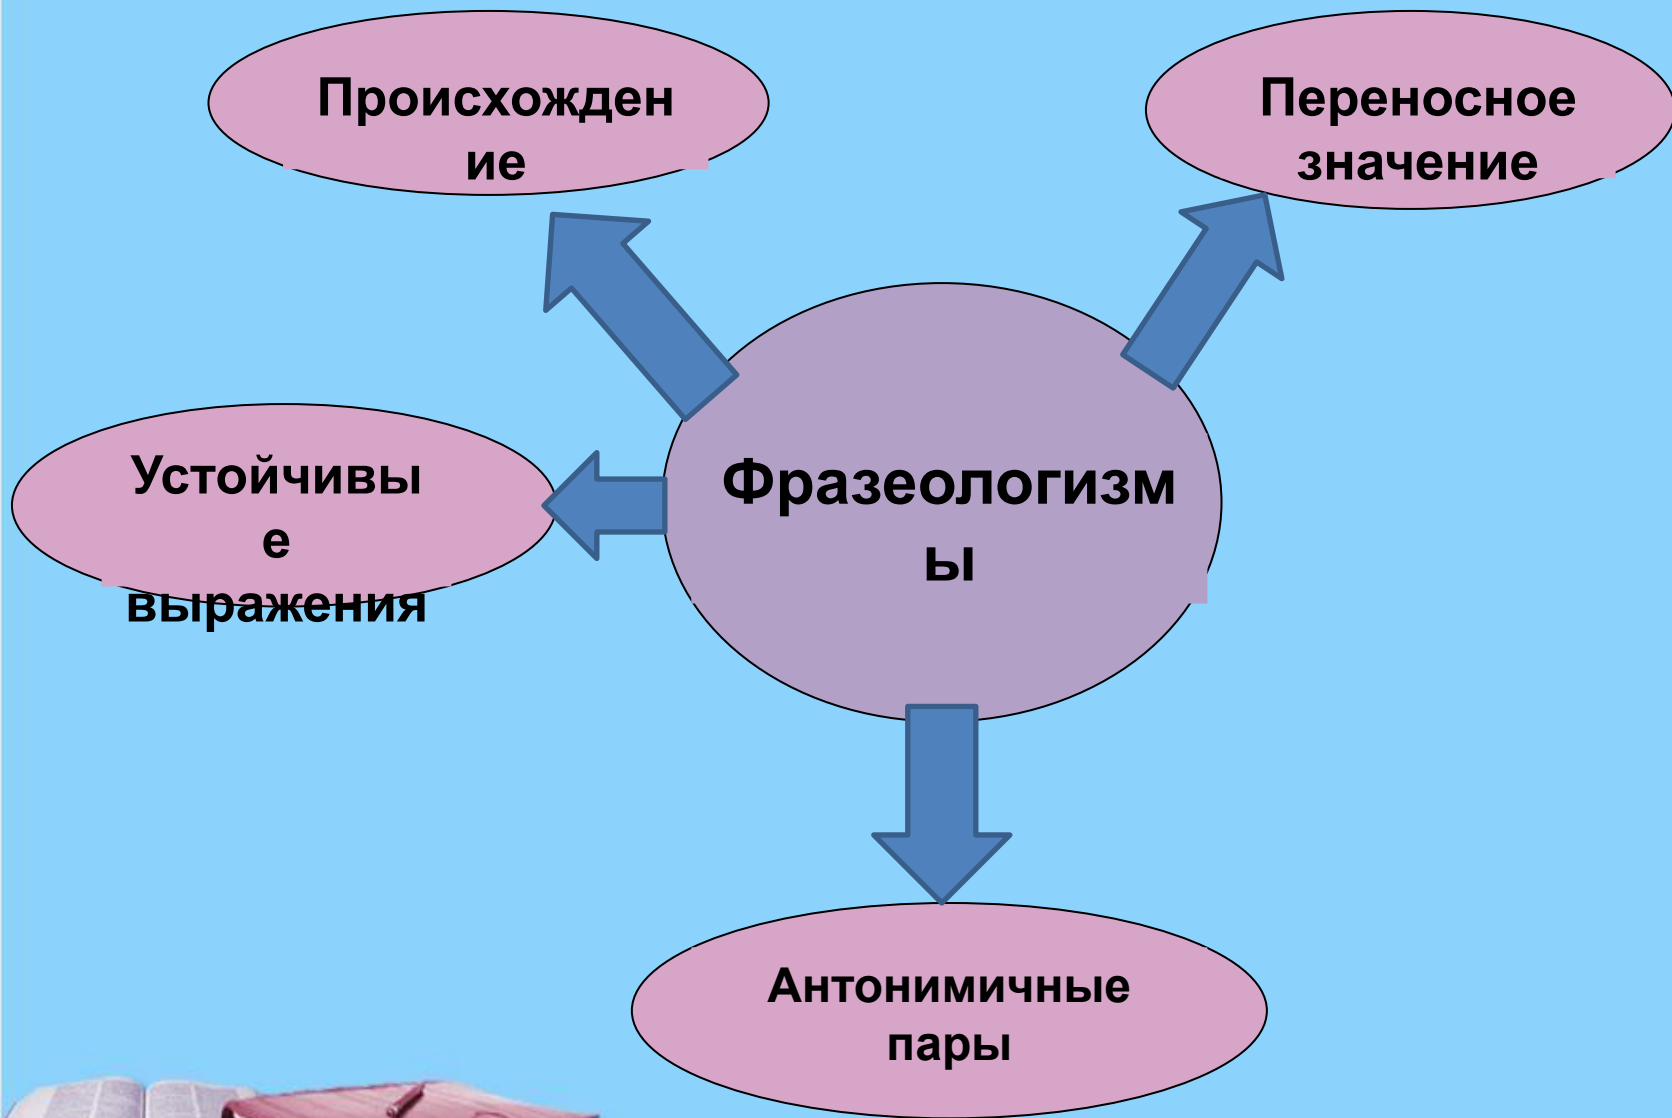 Происхожден
ие
Переносное
значение
Устойчивы
е
выражения
Фразеологизм
ы
Антонимичные
пары